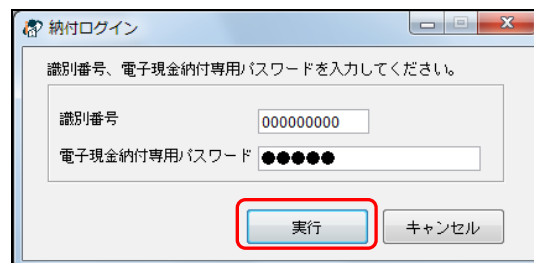 納付ログイン
識別番号、電子現金納付専用パスワードを入力してください。
識別番号
000000000
電子現金納付専用パスワード ●●●●●
実行
キャンセル